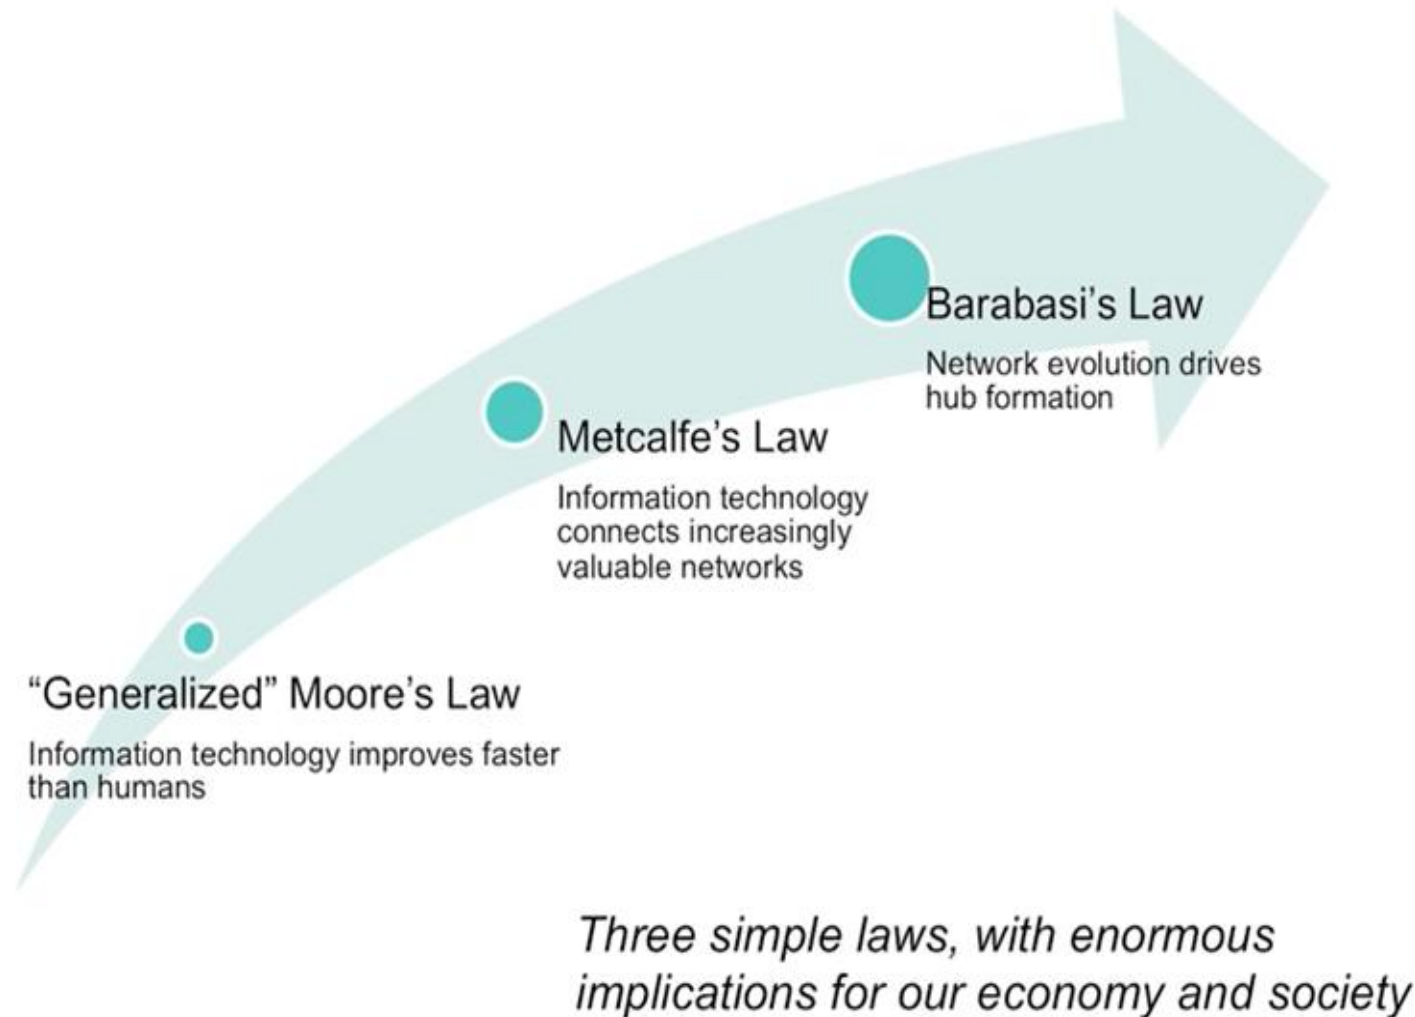 Barabasi’s Law
Network evolution drives
hub formation
Metcalfe’s Law
Information technology
connects increasingly
valuable networks
“Generalized” Moore’s Law
Information technology improves faster
than humans
Three simple laws, with enormous
implications for our economy and society